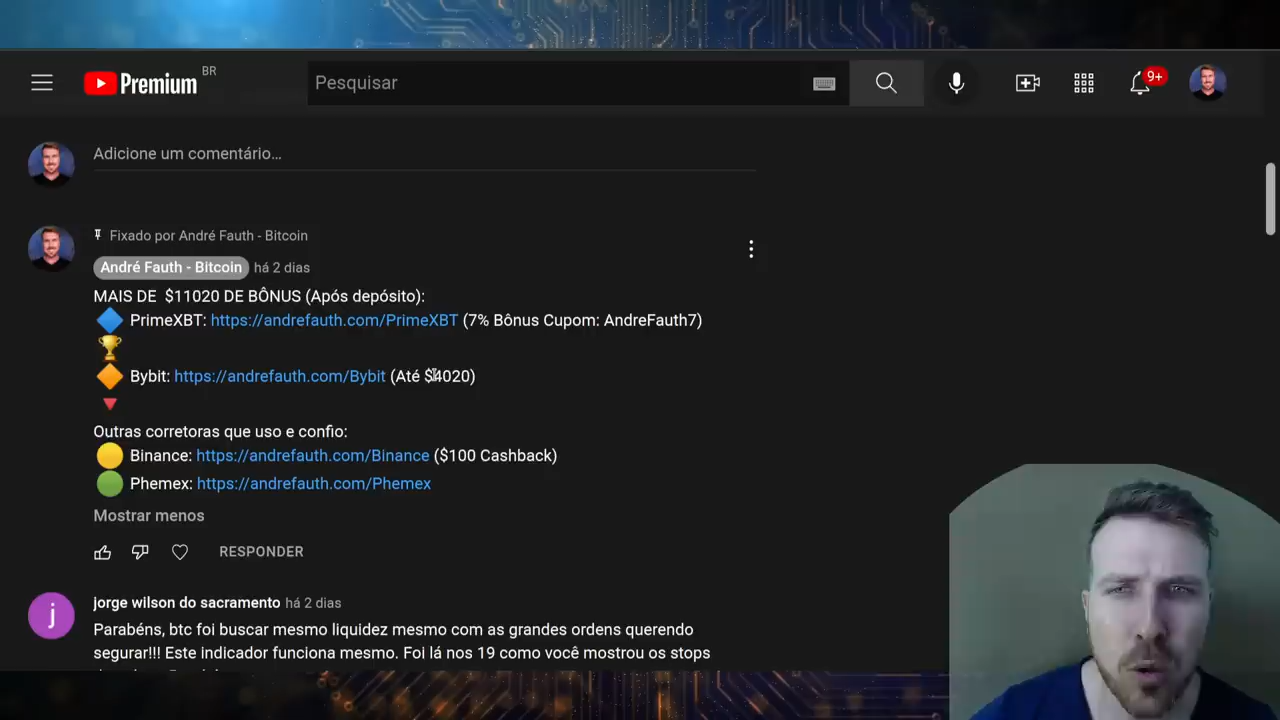 Premium BR
Pesquisar
9+
Adicione um comentário...
Fixado por André Fauth - Bitcoin
André Fauth - Bitcoin há 2 dias
MAIS DE $11020 DE BÔNUS (Após depósito):
PrimeXBT: https://andrefauth.com/PrimeXBT (7% Bônus Cupom: AndreFauth7)
Bybit: https://andrefauth.com/Bybit (Até $4020)
Outras corretoras que uso e confio:
Binance: https://andrefauth.com/Binance ($100 Cashback)
Phemex: https://andrefauth.com/Phemex
Mostrar menos
RESPONDER
j
jorge wilson do sacramento há 2 dias
Parabéns, btc foi buscar mesmo liquidez mesmo com as grandes ordens querendo
segurar!!! Este indicador funciona mesmo. Foi lá nos 19 como você mostrou os stops